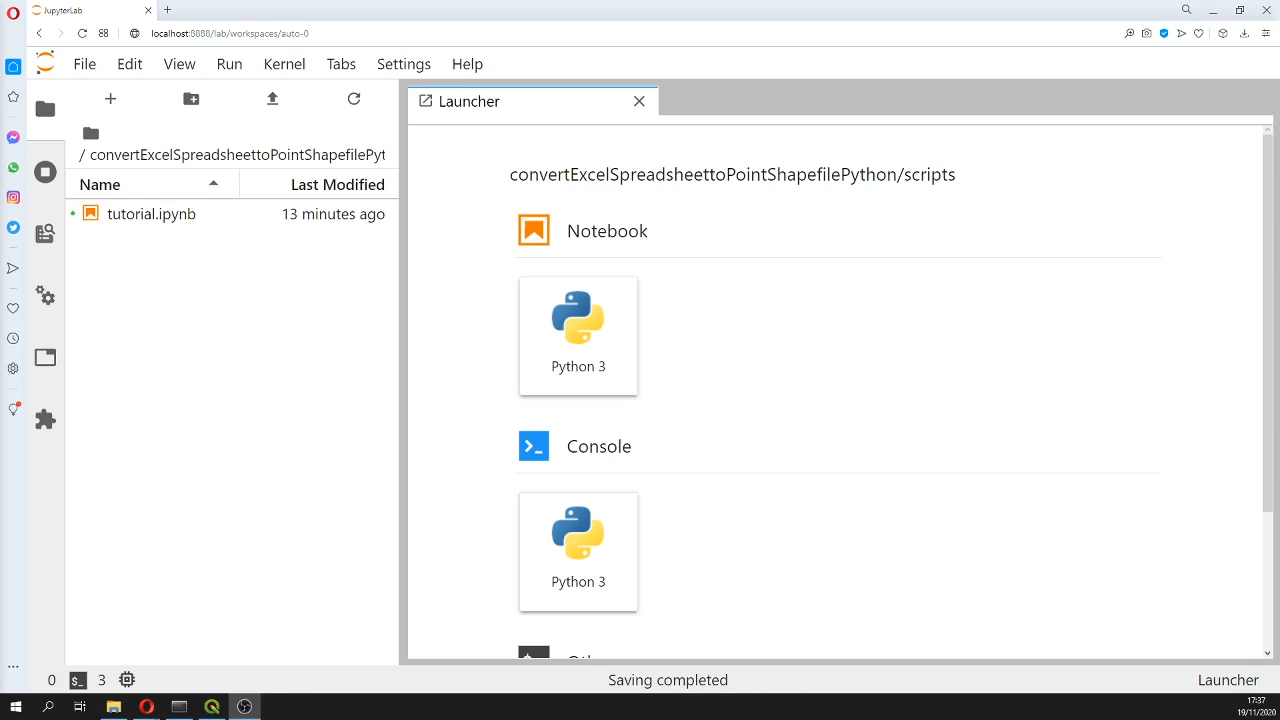 JupyterLab
localhost:8888/lab/workspaces/auto-0
File Edit View Run Kernel Tabs Settings Help
Launcher
/ convertExcelSpreadsheettoPointShapefilePyt
Name Last Modified
tutorial.ipynb 13 minutes ago
convertExcelSpreadsheettoPointShapefilePython/scripts
Notebook
Python 3
Console
Python 3
0 $_ 3 Saving completed Launcher
17:37
19/11/2020